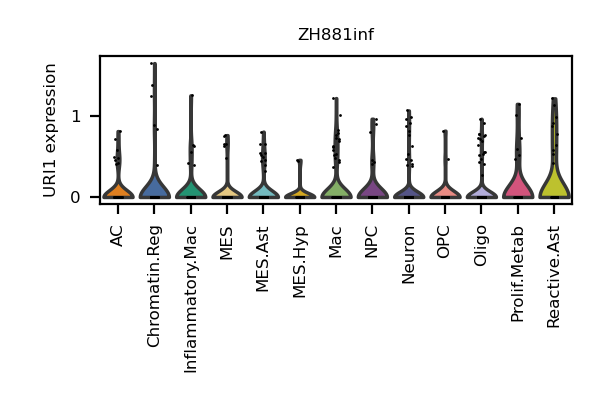 ZH881inf
URI1 expression
1
0
AC
Chromatin.Reg
Inflammatory.Mac
MES
MES.Ast
MES.Hyp
Mac
NPC
Neuron
OPC
Oligo
Prolif.Metab
Reactive.Ast